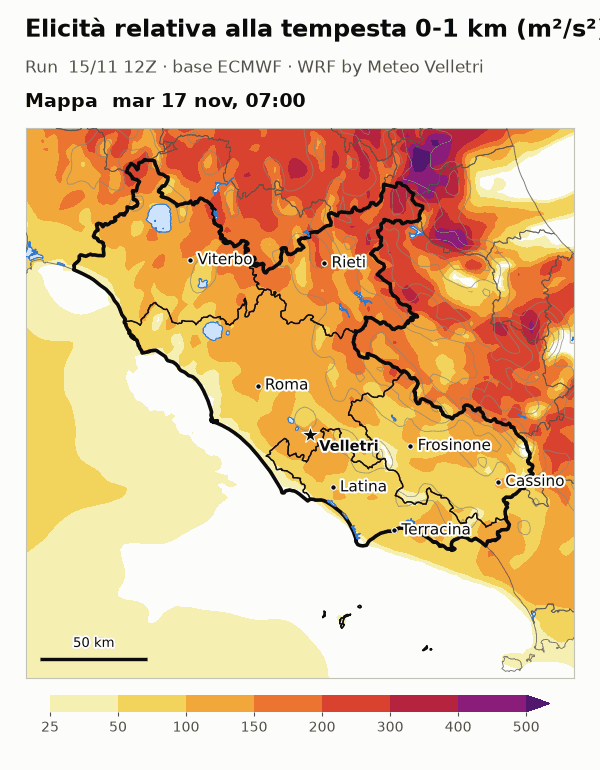 Elicità relativa alla tempesta 0-1 km (m²/s²)
Run 15/11 12Z · base ECMWF · WRF by Meteo Velletri
Mappa mar 17 nov, 07:00
Viterbo
Rieti
Roma
Velletri
Frosinone
Cassino
Latina
Terracina
50 km
25 50 100 150 200 300 400 500